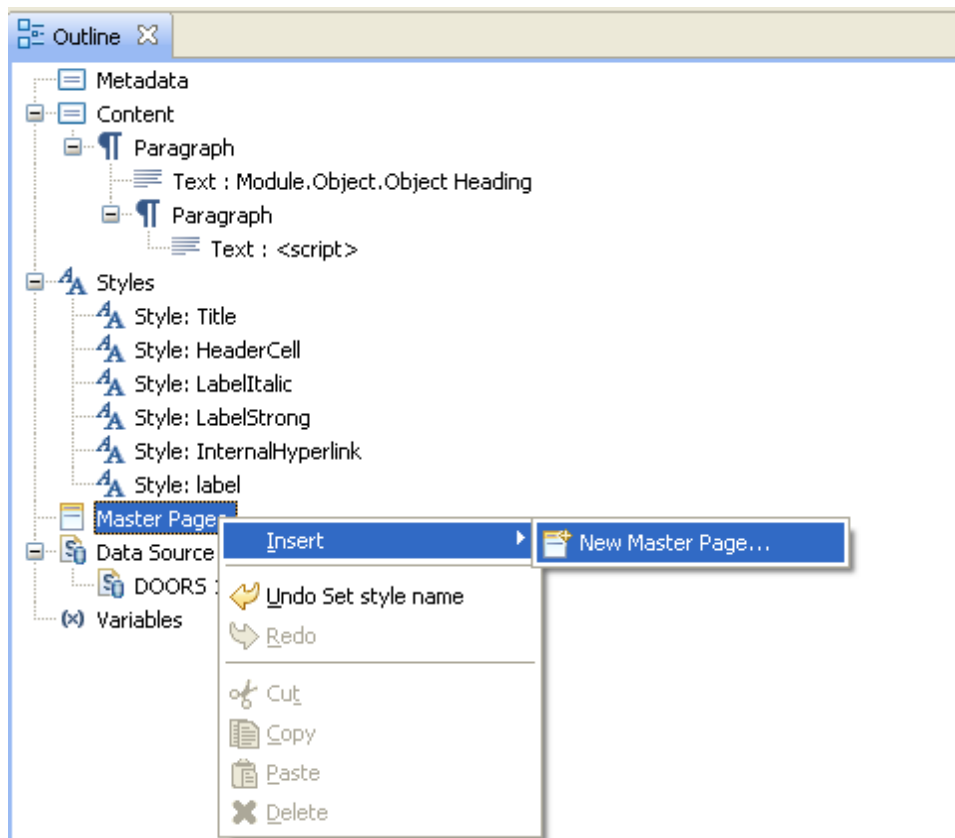 Outline
Metadata
Content
Paragraph
Text : Module.Object.Object Heading
Paragraph
Text : <script>
Styles
Style: Title
Style: HeaderCell
Style: LabelItalic
Style: LabelStrong
Style: InternalHyperlink
Style: label
Master Page
Insert
New Master Page...
Data Source
DOORS
Undo Set style name
Variables
Redo
Cut
Copy
Paste
Delete